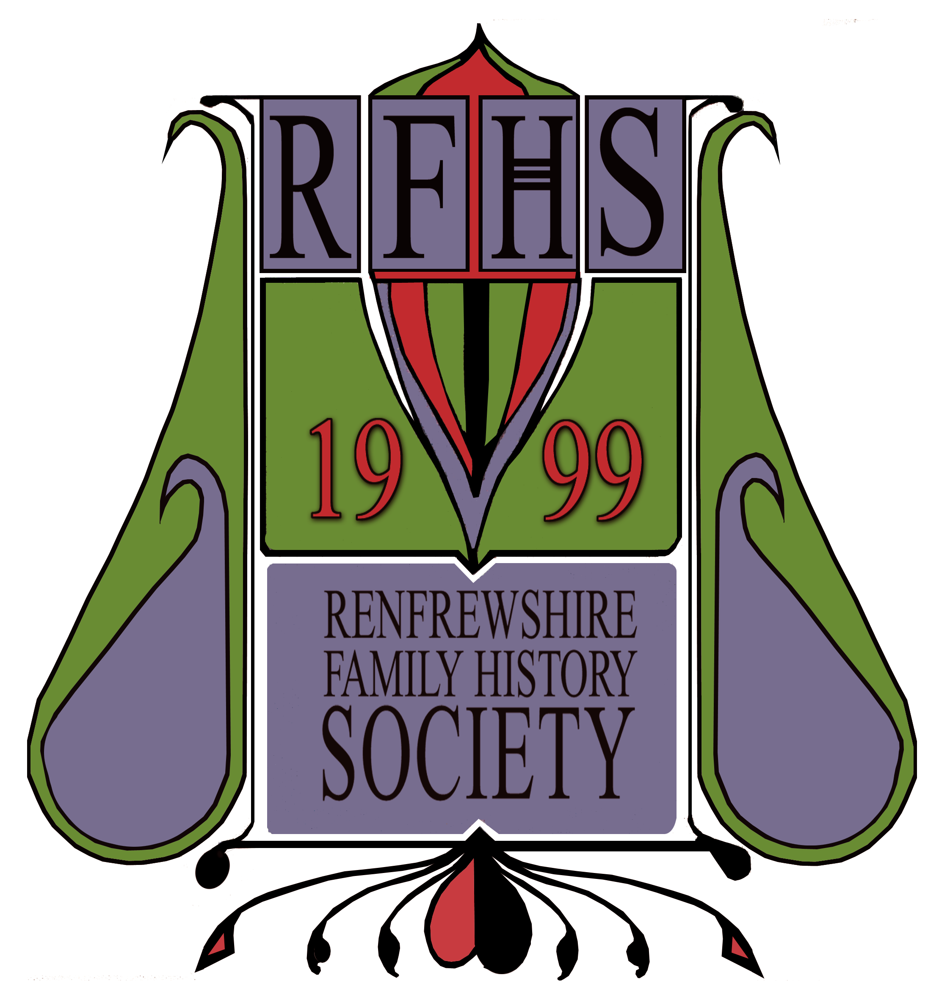 RFHS
19 99
RENFREWSHIRE
FAMILY HISTORY
SOCIETY